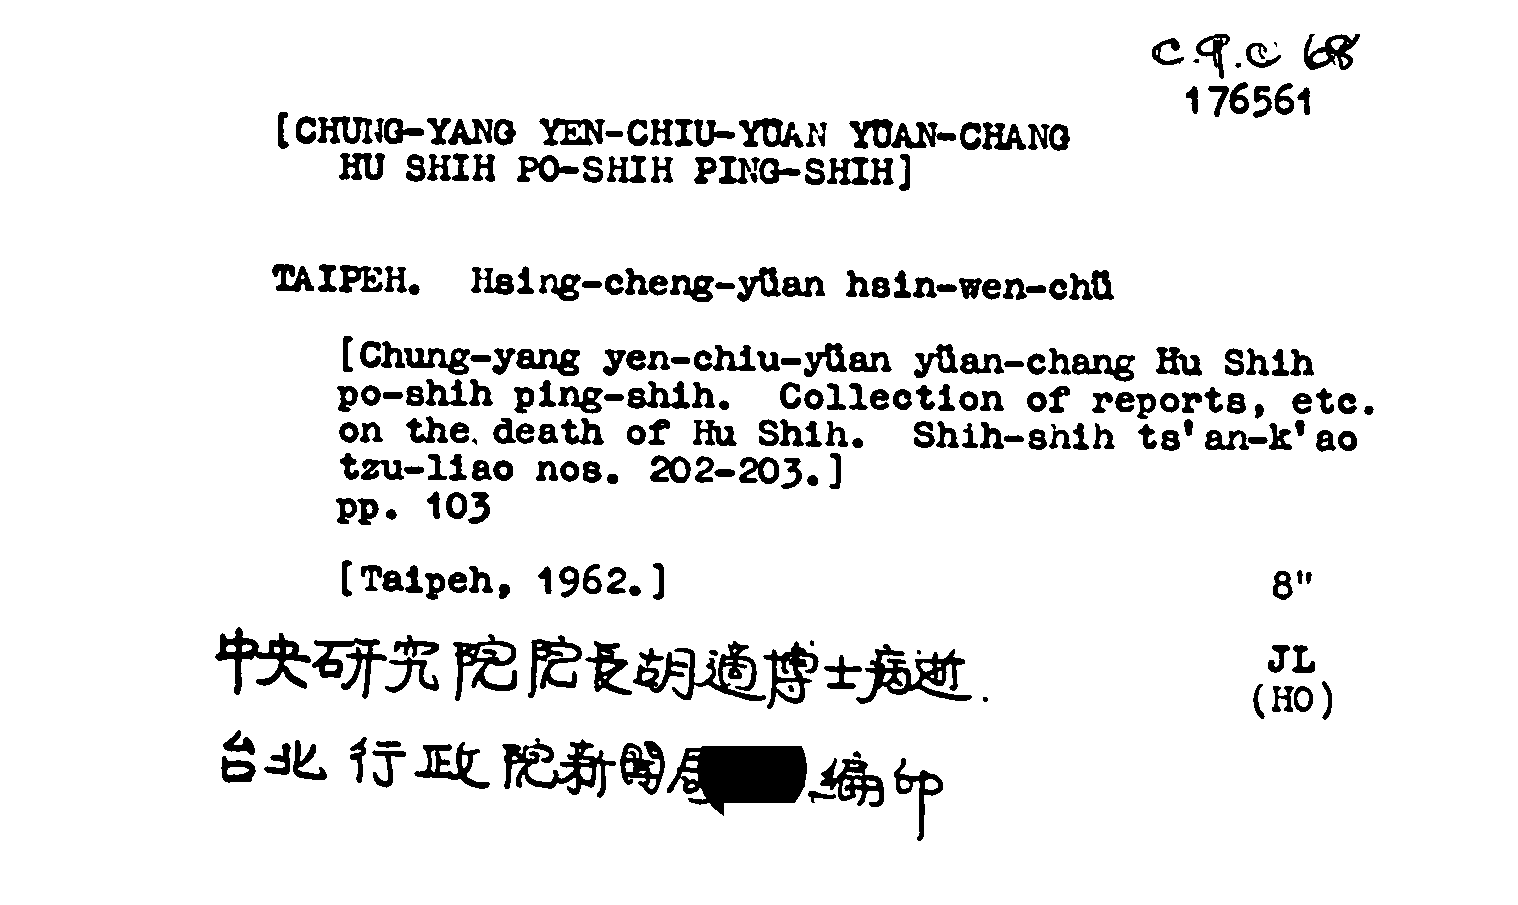 C.9.C 68
176561
[CHUNG-YANG YEN-CHIU-YÜAN YÜAN-CHANG
HU SHIH PO-SHIH PING-SHIH]
TAIPEH. Hsing-cheng-yüan hsin-wen-chü
[Chung-yang yen-chiu-yüan yüan-chang Hu Shih
po-shih ping-shih. Collection of reports, etc.
on the death of Hu Shih. Shih-shih ts'an-k'ao
tzu-liao nos. 202-203.]
pp. 103
[Taipeh, 1962.] 8"
中央研究院院長胡適博士病逝. JL
(HO)
台北 行政院新聞局 編印